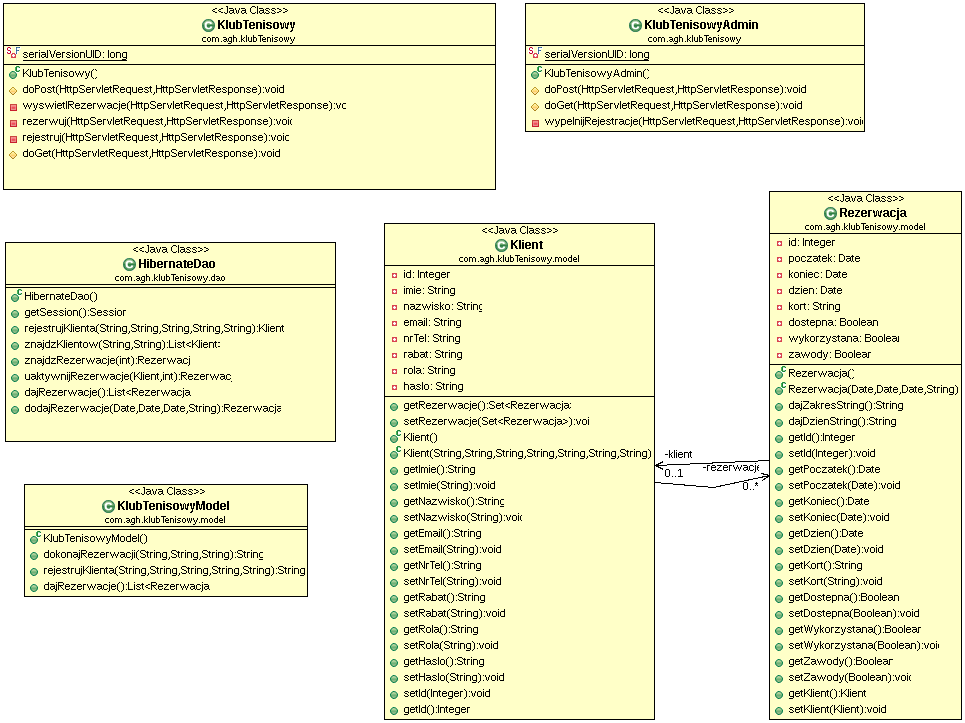 <<Java Class>>
KlubTenisowy
com.agh.klubTenisowy
serialVersionUID: long
KlubTenisowy()
doPost(HttpServletRequest,HttpServletResponse):void
wyswietlRezerwacje(HttpServletRequest,HttpServletResponse):vc
rezerwuj(HttpServletRequest,HttpServletResponse):void
rejestruj(HttpServletRequest,HttpServletResponse):void
doGet(HttpServletRequest,HttpServletResponse):void
<<Java Class>>
KlubTenisowyAdmin
com.agh.klubTenisowy
serialVersionUID: long
KlubTenisowyAdmin()
doPost(HttpServletRequest,HttpServletResponse):void
doGet(HttpServletRequest,HttpServletResponse):void
wypelnijRejestracje(HttpServletRequest,HttpServletResponse):void
<<Java Class>>
HibernateDao
com.agh.klubTenisowy.dao
HibernateDao()
getSession():Session
rejestrujKlienta(String,String,String,String,String):Klient
znajdzKlientow(String,String):List<Klient>
znajdzRezerwacje(int):Rezerwacj
uaktywnijRezerwacje(Klient,int):Rezerwac
dajRezerwacje():List<Rezerwacja
dodajRezerwacje(Date,Date,Date,String):Rezerwacja
<<Java Class>>
KlubTenisowyModel
com.agh.klubTenisowy.model
KlubTenisowyModel()
dokonajRezerwacji(String,String,String):String
rejestrujKlienta(String,String,String,String,String):String
dajRezerwacje():List<Rezerwacja
<<Java Class>>
Klient
com.agh.klubTenisowy.model
id: Integer
imie: String
nazwisko: String
email: String
nrTel: String
rabat: String
rola: String
haslo: String
getRezerwacje():Set<Rezerwacja>
setRezerwacje(Set<Rezerwacja>):voi
Klient()
Klient(String,String,String,String,String,String,String)
getImie():String
setImie(String):void
getNazwisko():String
setNazwisko(String):void
getEmail():String
setEmail(String):void
getNrTel():String
setNrTel(String):void
getRabat():String
setRabat(String):void
getRola():String
setRola(String):void
getHaslo():String
setHaslo(String):void
setId(Integer):void
getId():Integer
-klient
0..1
-rezerwacje
0..*
<<Java Class>>
Rezerwacja
com.agh.klubTenisowy.model
id: Integer
poczatek: Date
koniec: Date
dzien: Date
kort: String
dostepna: Boolean
wykorzystana: Boolean
zawody: Boolean
Rezerwacja()
Rezerwacja(Date,Date,Date,String)
dajZakresString():String
dajDzienString():String
getId():Integer
setId(Integer):void
getPoczatek():Date
setPoczatek(Date):void
getKoniec():Date
setKoniec(Date):void
getDzien():Date
setDzien(Date):void
getKort():String
setKort(String):void
getDostepna():Boolean
setDostepna(Boolean):void
getWykorzystana():Boolean
setWykorzystana(Boolean):void
getZawody():Boolean
setZawody(Boolean):void
getKlient():Klient
setKlient(Klient):void